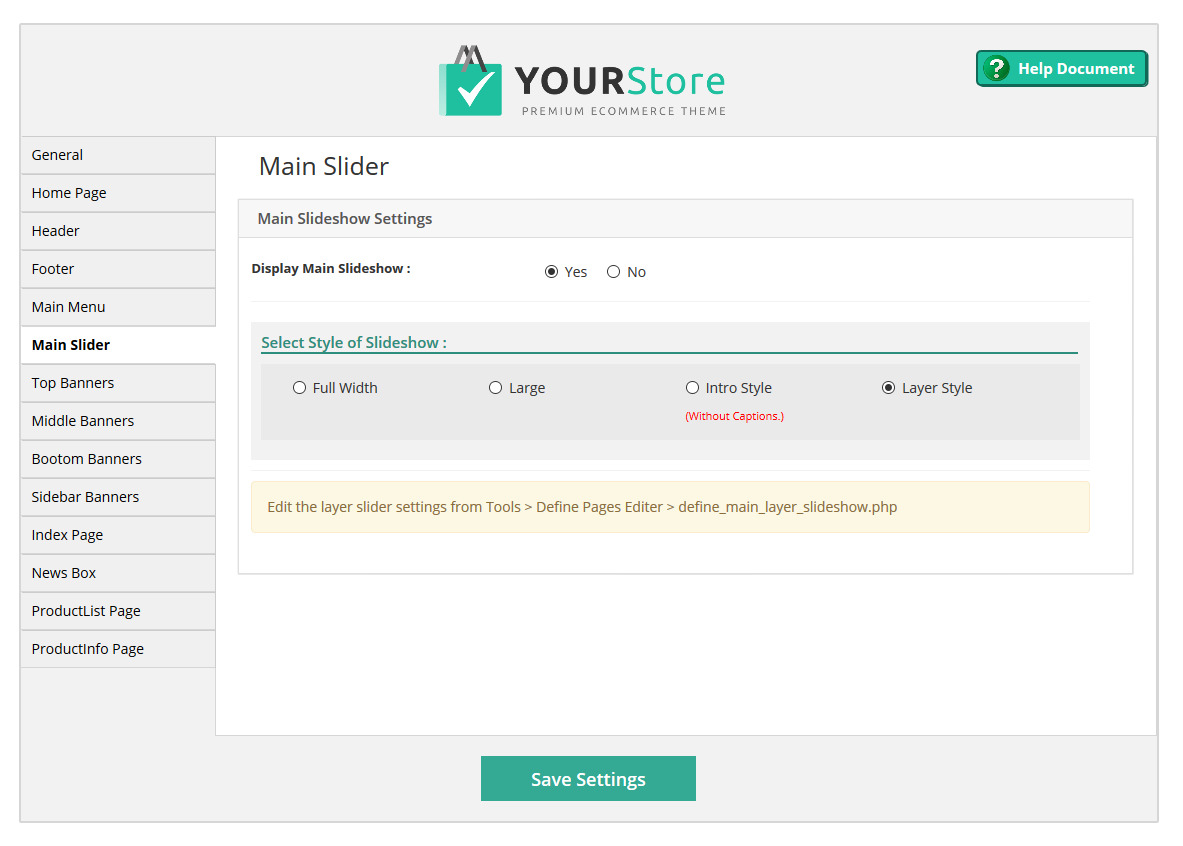 YOURStore
PREMIUM ECOMMERCE THEME
? Help Document
General
Home Page
Header
Footer
Main Menu
Main Slider
Top Banners
Middle Banners
Bootom Banners
Sidebar Banners
Index Page
News Box
ProductList Page
ProductInfo Page
Main Slider
Main Slideshow Settings
Display Main Slideshow : Yes No
Select Style of Slideshow :
Full Width Large Intro Style Layer Style
(Without Captions.)
Edit the layer slider settings from Tools > Define Pages Editer > define_main_layer_slideshow.php
Save Settings